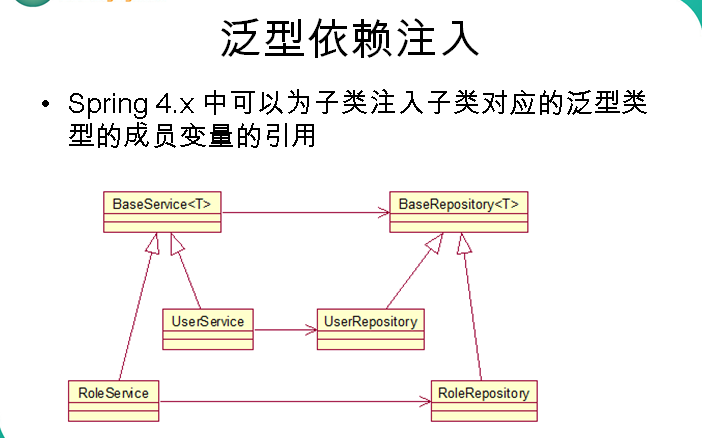 泛型依赖注入
• Spring 4.x 中可以为子类注入子类对应的泛型类
型的成员变量的引用
BaseService<T> BaseRepository<T>
UserService UserRepository
RoleService RoleRepository